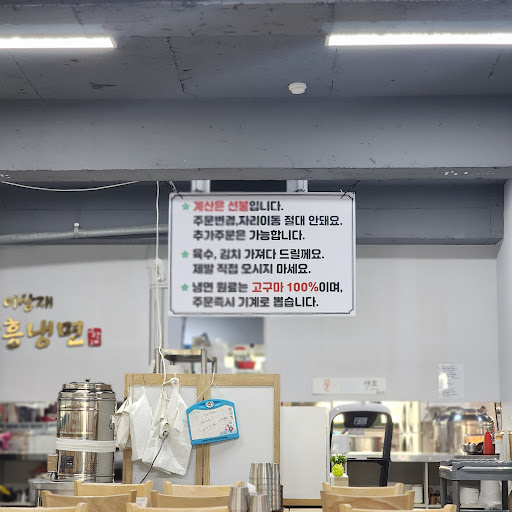 * 계산은 선불입니다.
주문변경,자리이동 절대 안돼요.
추가주문은 가능합니다.
* 육수, 김치 가져다 드릴께요.
제발 직접 오시지 마세요.
* 냉면 원료는 고구마 100%이며,
주문즉시 기계로 뽑습니다.
흥냉면